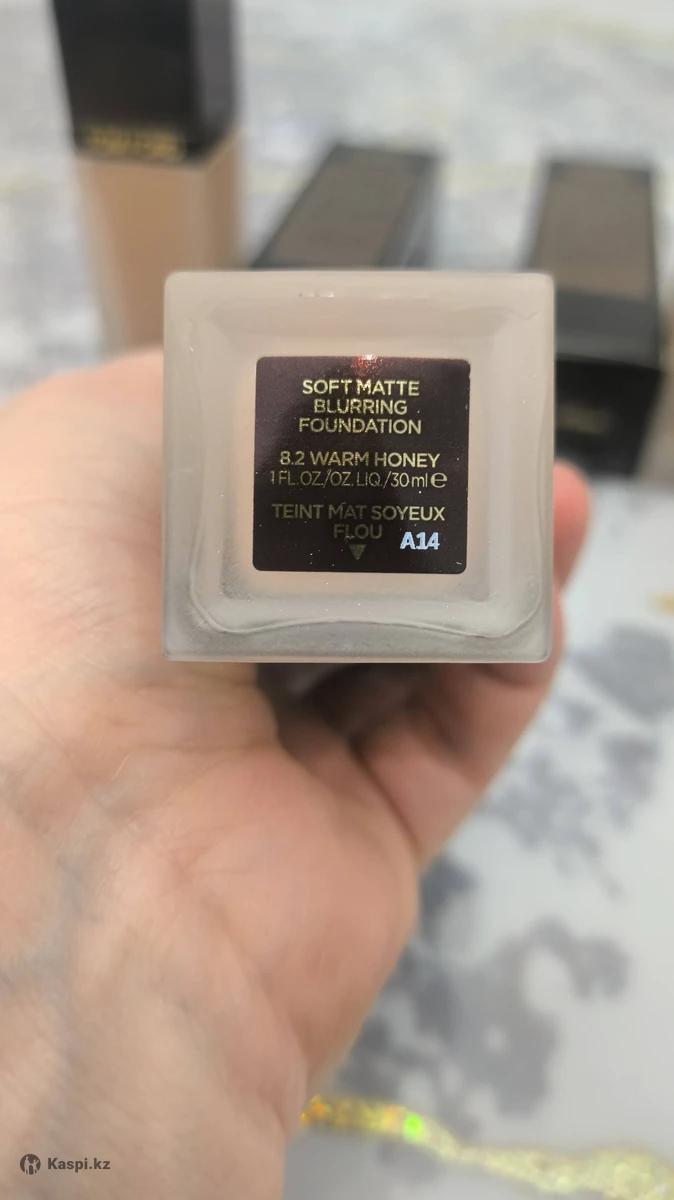 SOFT MATTE
BLURRING
FOUNDATION
8.2 WARM HONEY
1 FL.OZ./OZ. LIQ./30 ml e
TEINT MAT SOYEUX
FLOU
A14
Kaspi.kz